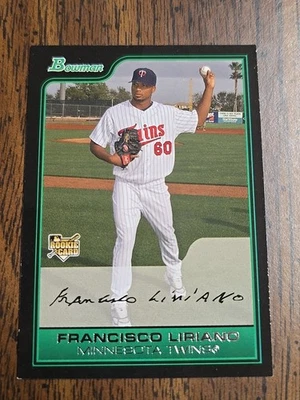 Bowman
Twins
60
ROOKIE
CARD
Francisco Liriano
FRANCISCO LIRIANO
MINNESOTA TWINS